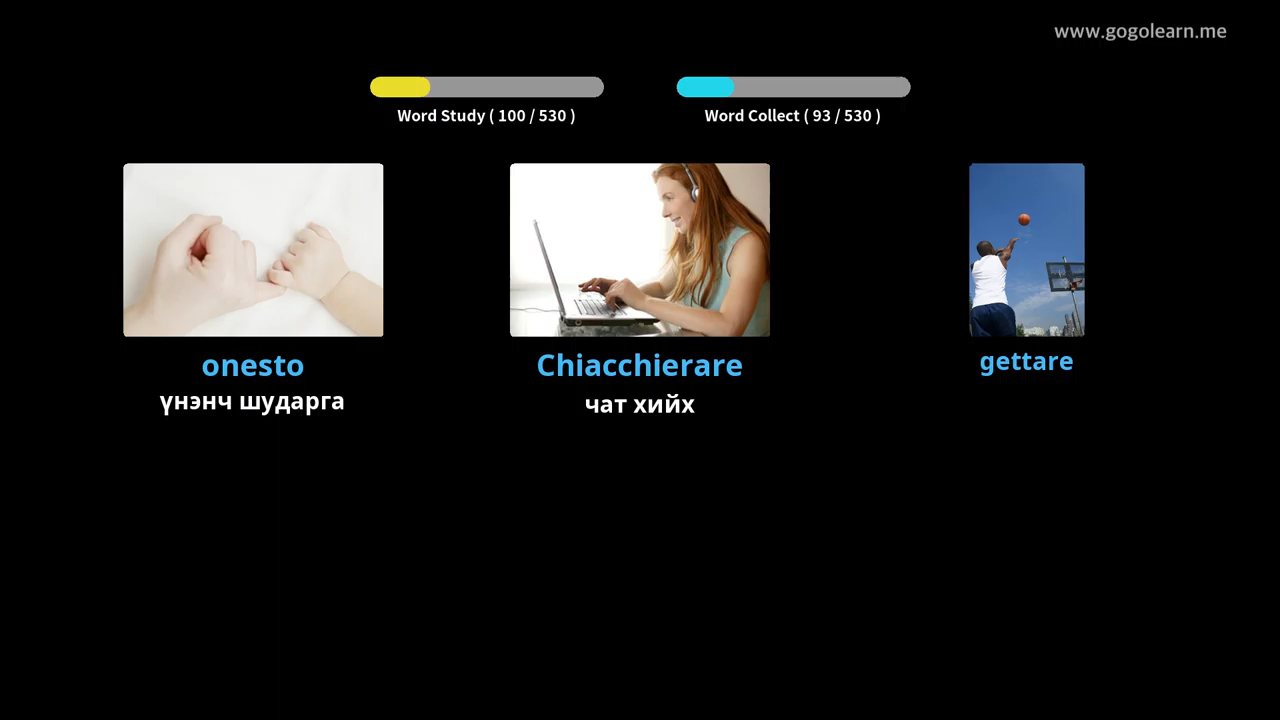 www.gogolearn.me
Word Study ( 100 / 530 )
Word Collect ( 93 / 530 )
onesto
Chiacchierare
gettare
үнэнч шударга
чат хийх